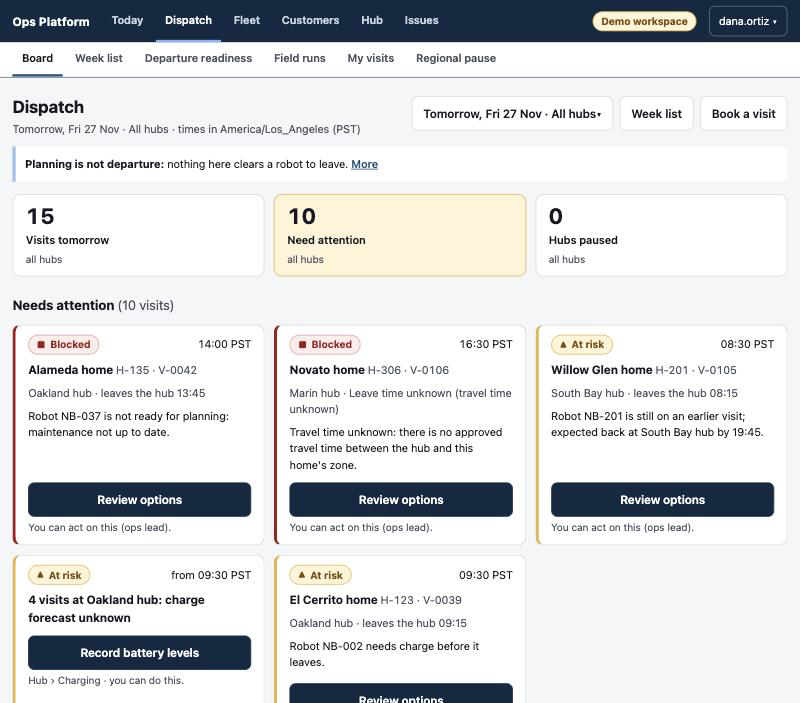 Ops Platform Today Dispatch Fleet Customers Hub Issues Demo workspace dana.ortiz ▾
Board Week list Departure readiness Field runs My visits Regional pause
Dispatch
Tomorrow, Fri 27 Nov · All hubs · times in America/Los_Angeles (PST)
Tomorrow, Fri 27 Nov · All hubs▾ Week list Book a visit
Planning is not departure: nothing here clears a robot to leave. More
15
Visits tomorrow
all hubs
10
Need attention
all hubs
0
Hubs paused
all hubs
Needs attention (10 visits)
Blocked 14:00 PST
Alameda home H-135 · V-0042
Oakland hub · leaves the hub 13:45
Robot NB-037 is not ready for planning:
maintenance not up to date.
Review options
You can act on this (ops lead).
Blocked 16:30 PST
Novato home H-306 · V-0106
Marin hub · Leave time unknown (travel time
unknown)
Travel time unknown: there is no approved
travel time between the hub and this
home's zone.
Review options
You can act on this (ops lead).
At risk 08:30 PST
Willow Glen home H-201 · V-0105
South Bay hub · leaves the hub 08:15
Robot NB-201 is still on an earlier visit;
expected back at South Bay hub by 19:45.
Review options
You can act on this (ops lead).
At risk from 09:30 PST
4 visits at Oakland hub: charge
forecast unknown
Record battery levels
Hub › Charging · you can do this.
At risk 09:30 PST
El Cerrito home H-123 · V-0039
Oakland hub · leaves the hub 09:15
Robot NB-002 needs charge before it
leaves.
Review options